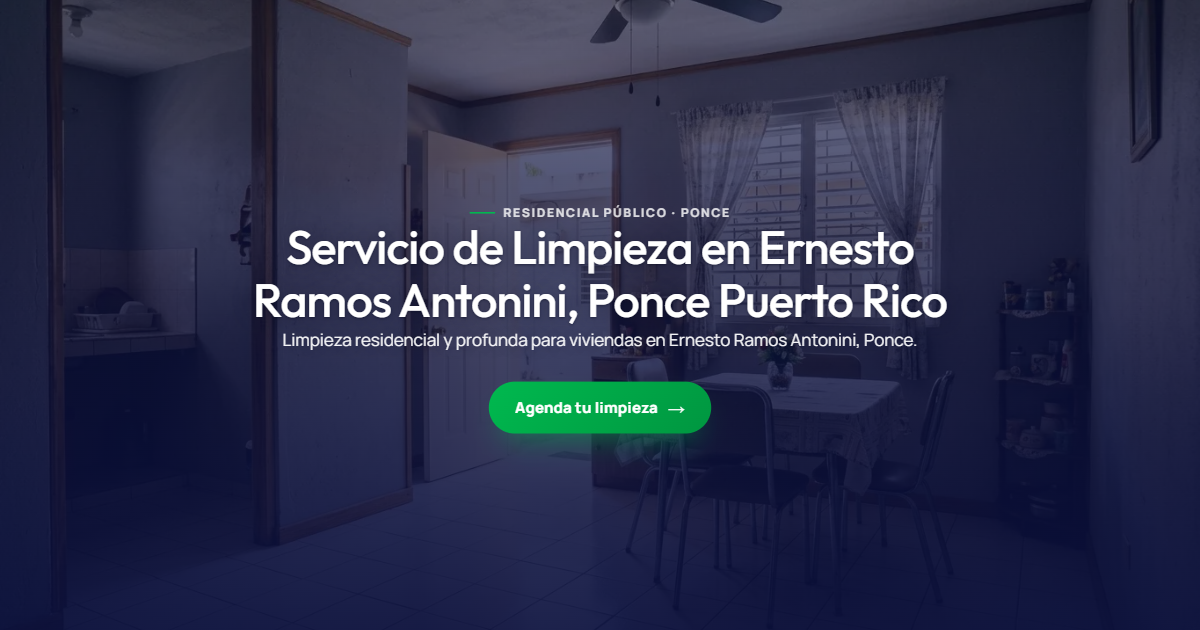 RESIDENCIAL PÚBLICO · PONCE
Servicio de Limpieza en Ernesto
Ramos Antonini, Ponce Puerto Rico
Limpieza residencial y profunda para viviendas en Ernesto Ramos Antonini, Ponce.
Agenda tu limpieza →